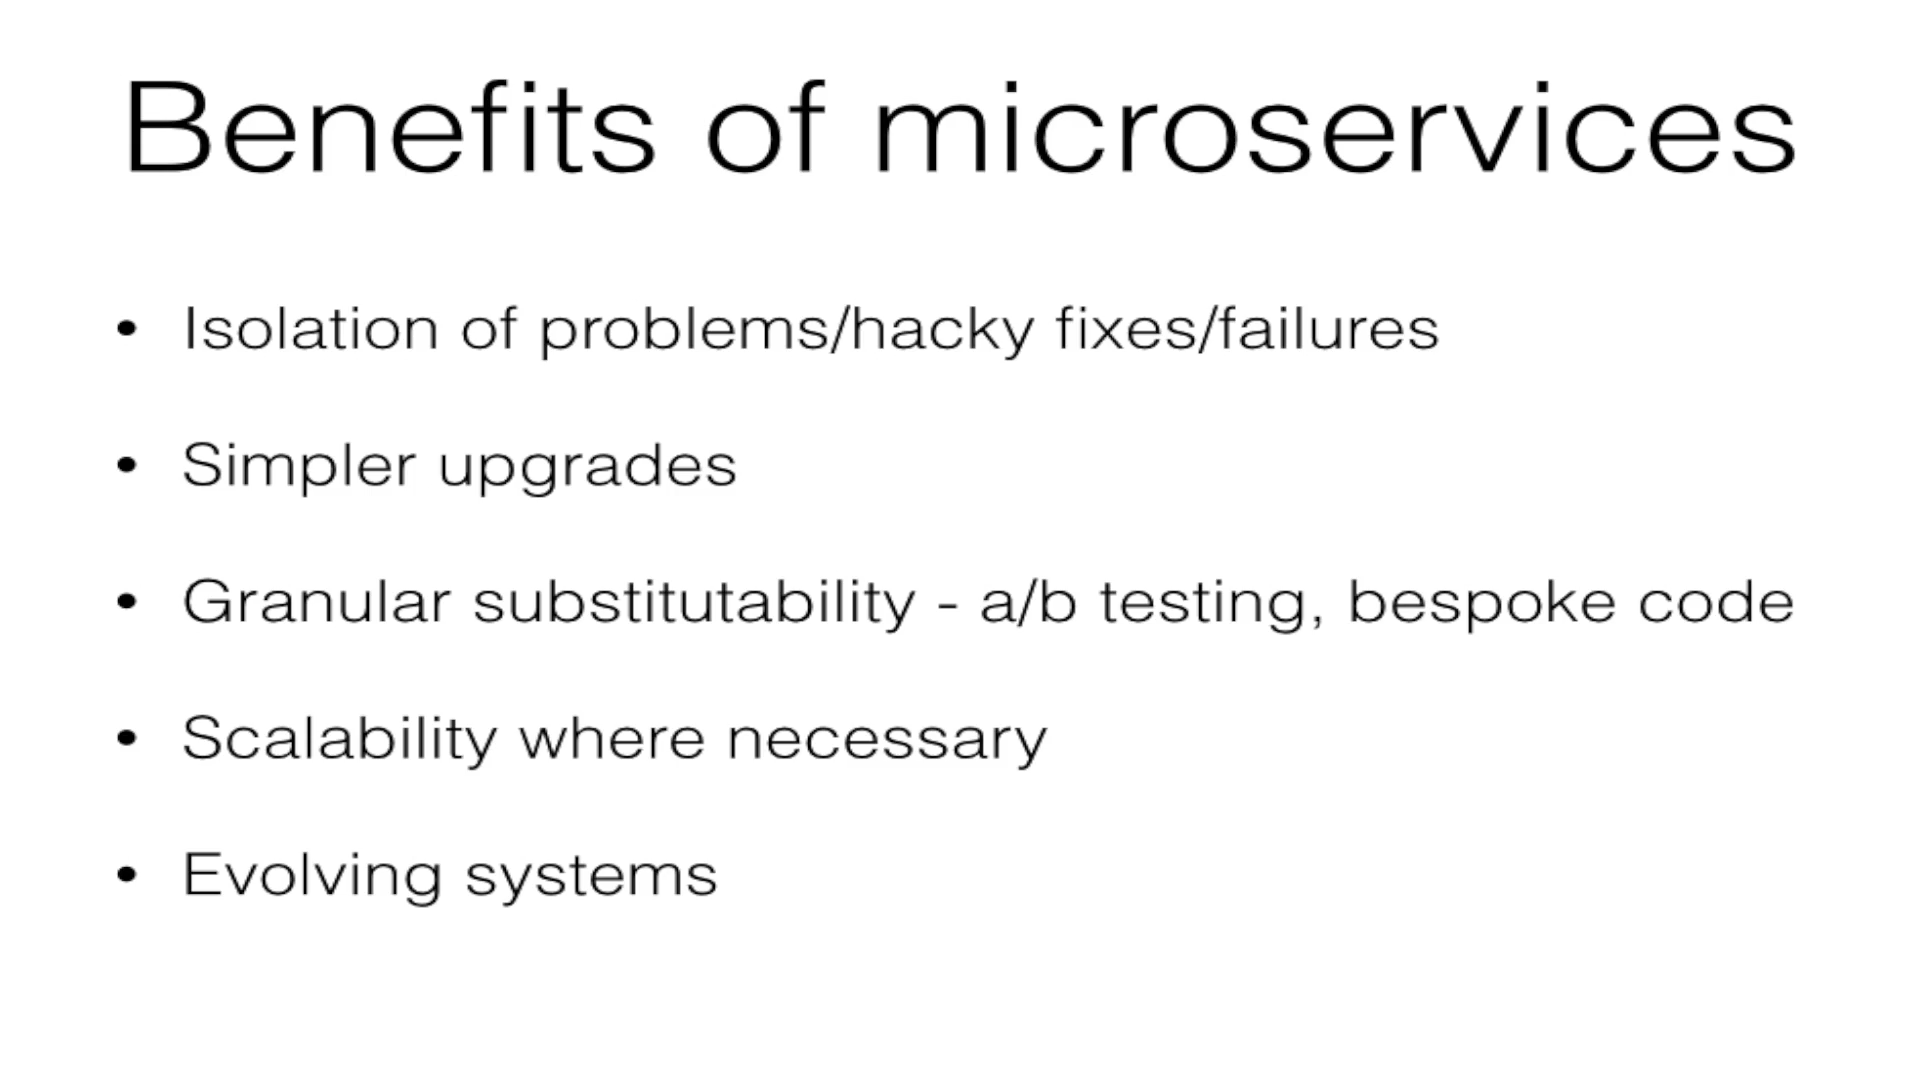 Benefits of microservices
• Isolation of problems/hacky fixes/failures
• Simpler upgrades
• Granular substitutability - a/b testing, bespoke code
• Scalability where necessary
• Evolving systems